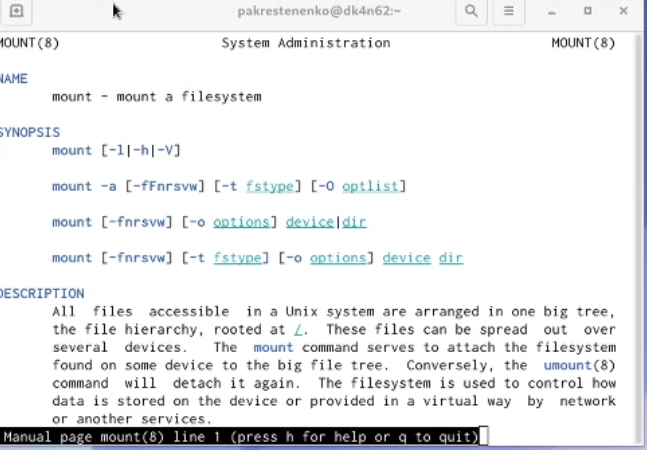 pakrestenenko@dk4n62:~
MOUNT(8) System Administration MOUNT(8)
NAME
mount - mount a filesystem
SYNOPSIS
mount [-l|-h|-V]
mount -a [-fFnrsvw] [-t fstype] [-O optlist]
mount [-fnrsvw] [-o options] device|dir
mount [-fnrsvw] [-t fstype] [-o options] device dir
DESCRIPTION
All files accessible in a Unix system are arranged in one big tree,
the file hierarchy, rooted at /. These files can be spread out over
several devices. The mount command serves to attach the filesystem
found on some device to the big file tree. Conversely, the umount(8)
command will detach it again. The filesystem is used to control how
data is stored on the device or provided in a virtual way by network
or another services.
Manual page mount(8) line 1 (press h for help or q to quit)